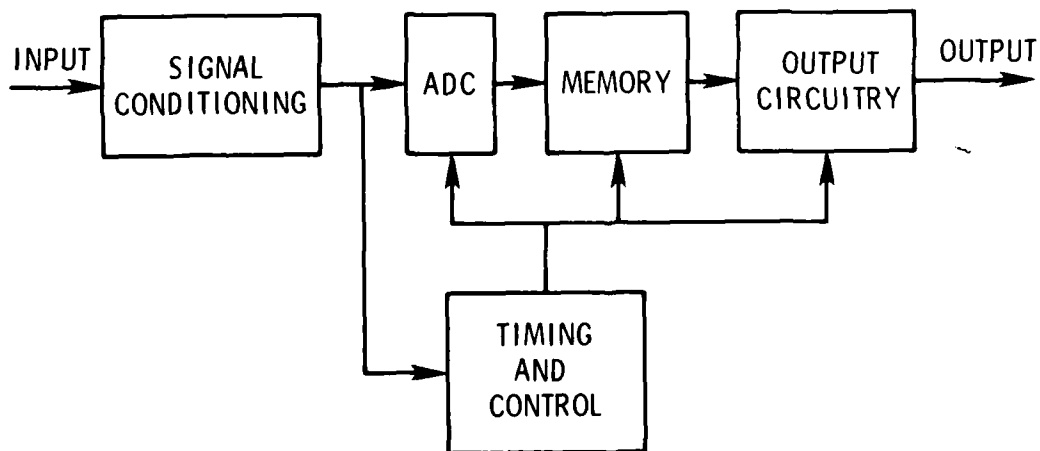 INPUT
SIGNAL
CONDITIONING
ADC
MEMORY
OUTPUT
CIRCUITRY
OUTPUT
TIMING
AND
CONTROL